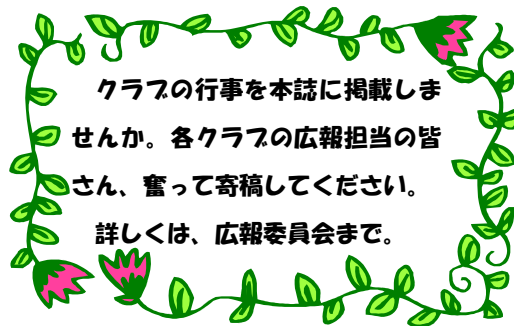 クラブの行事を本誌に掲載しま
せんか。各クラブの広報担当の皆
さん、奮って寄稿してください。
詳しくは、広報委員会まで。